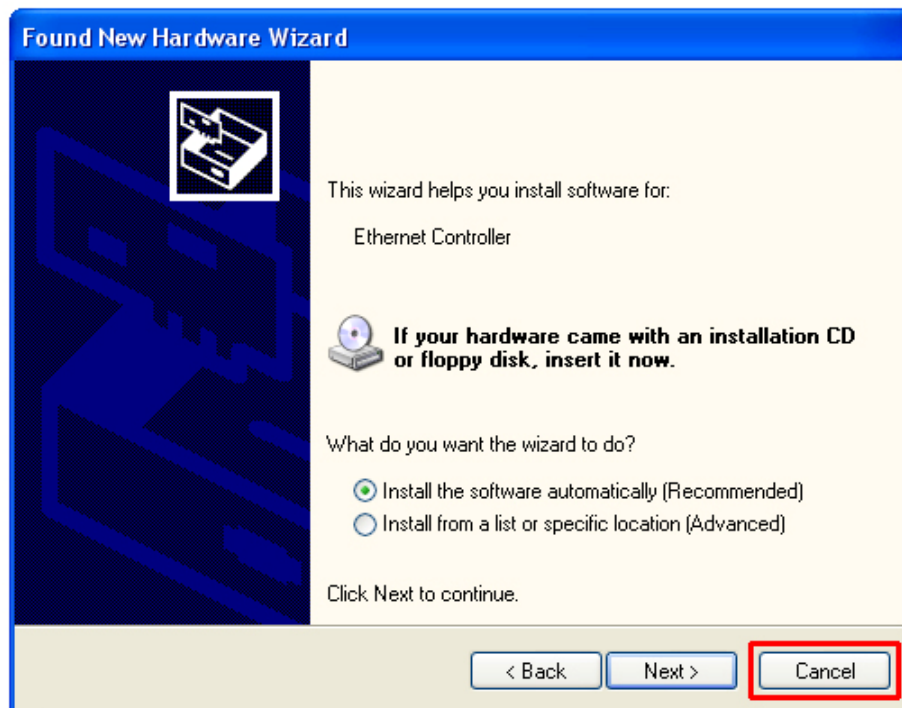 Found New Hardware Wizard
This wizard helps you install software for:
Ethernet Controller
If your hardware came with an installation CD
or floppy disk, insert it now.
What do you want the wizard to do?
Install the software automatically (Recommended)
Install from a list or specific location (Advanced)
Click Next to continue.
< Back
Next >
Cancel